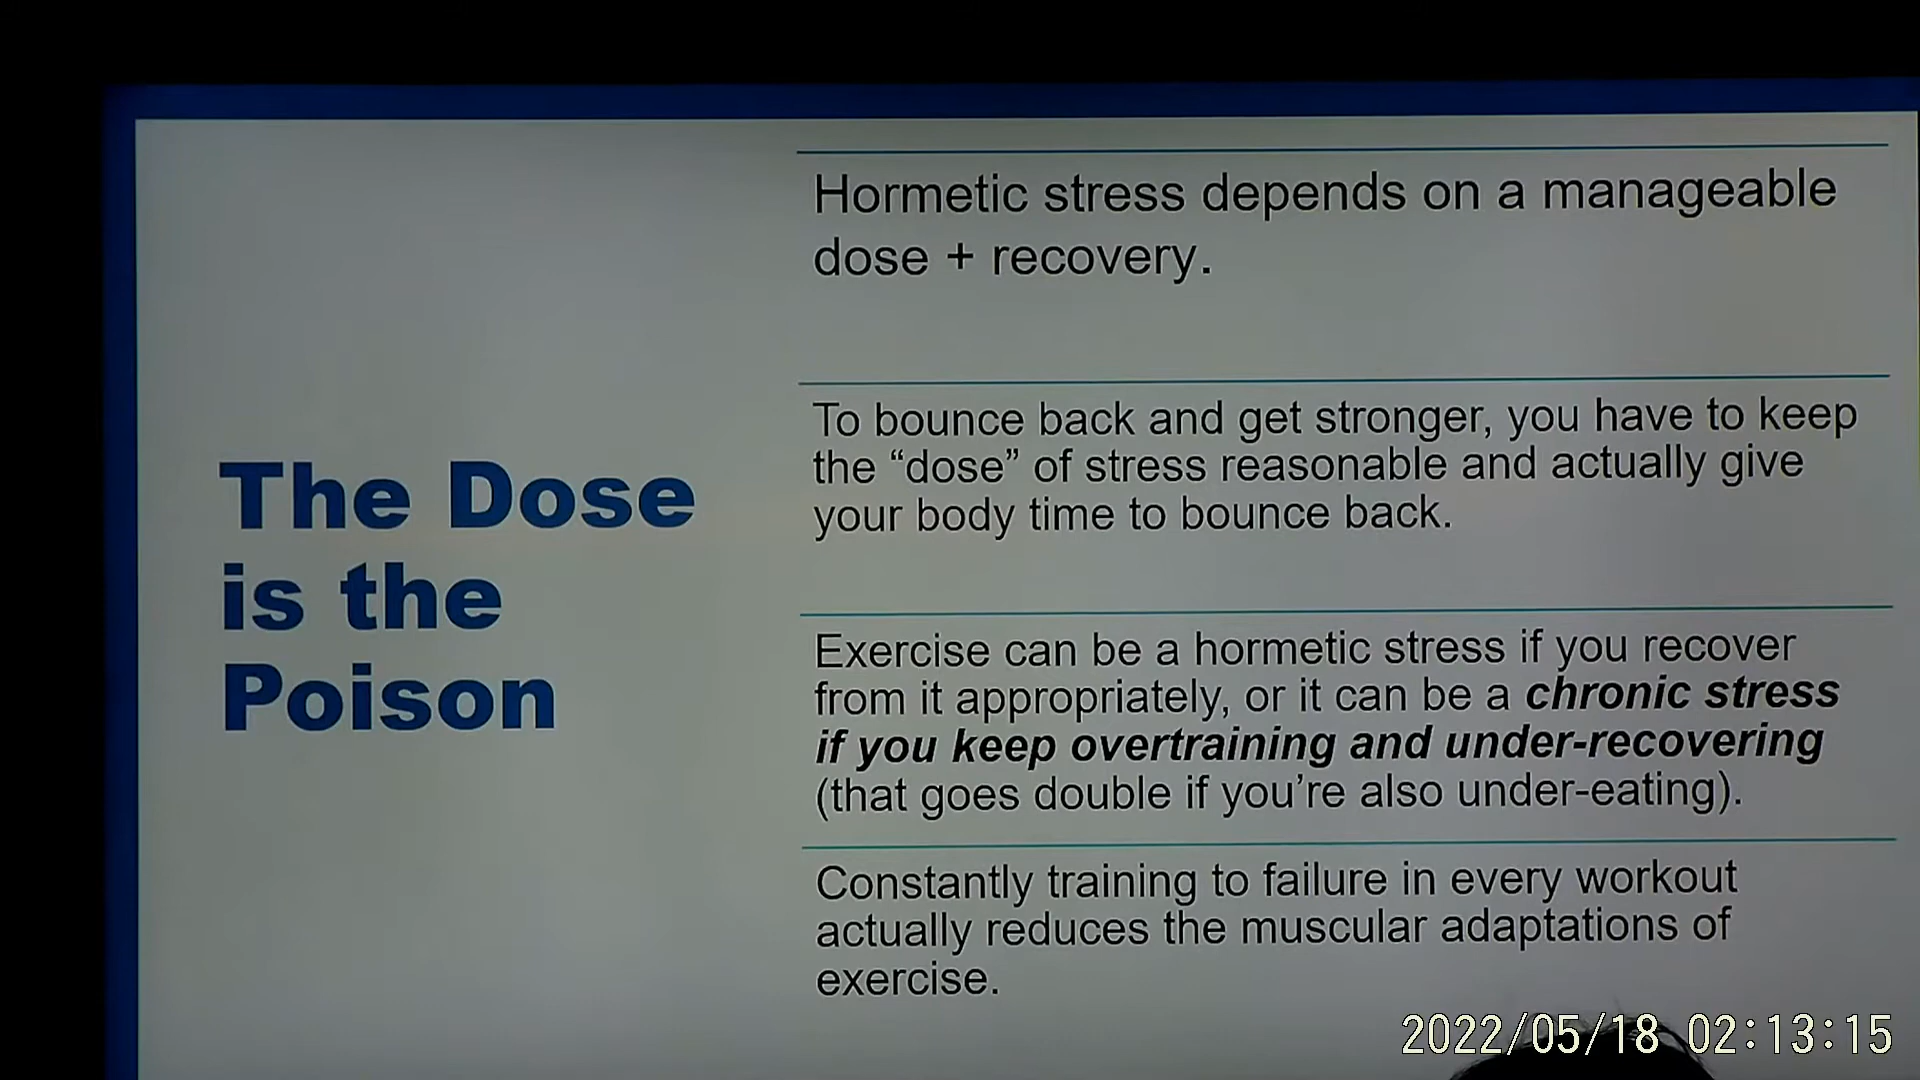 The Dose
is the
Poison
Hormetic stress depends on a manageable
dose + recovery.
To bounce back and get stronger, you have to keep
the “dose” of stress reasonable and actually give
your body time to bounce back.
Exercise can be a hormetic stress if you recover
from it appropriately, or it can be a chronic stress
if you keep overtraining and under-recovering
(that goes double if you’re also under-eating).
Constantly training to failure in every workout
actually reduces the muscular adaptations of
exercise.
2022/05/18 02:13:15